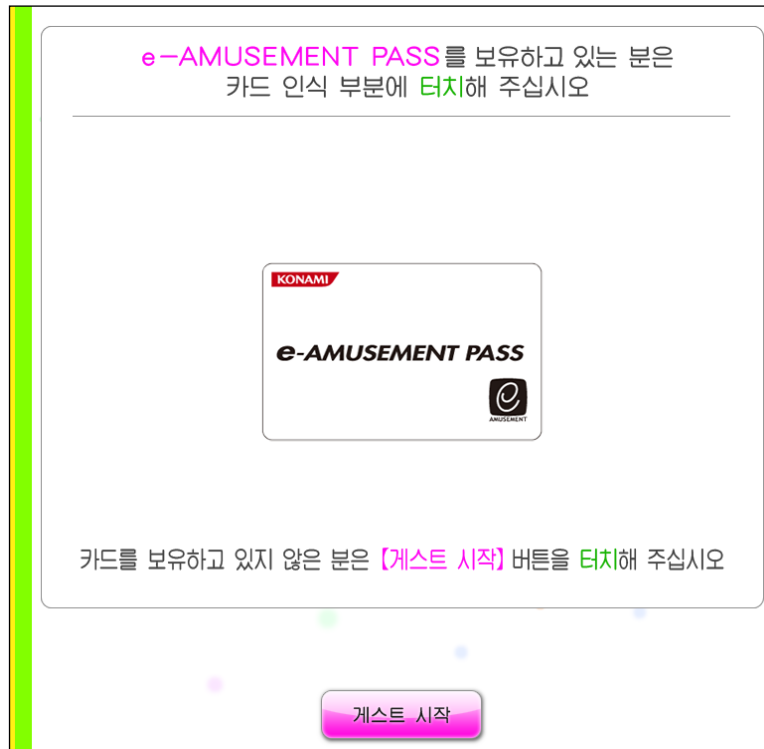 e-AMUSEMENT PASS를 보유하고 있는 분은
카드 인식 부분에 터치해 주십시오
KONAMI
e-AMUSEMENT PASS
e
AMUSEMENT
카드를 보유하고 있지 않은 분은 【게스트 시작】 버튼을 터치해 주십시오
게스트 시작